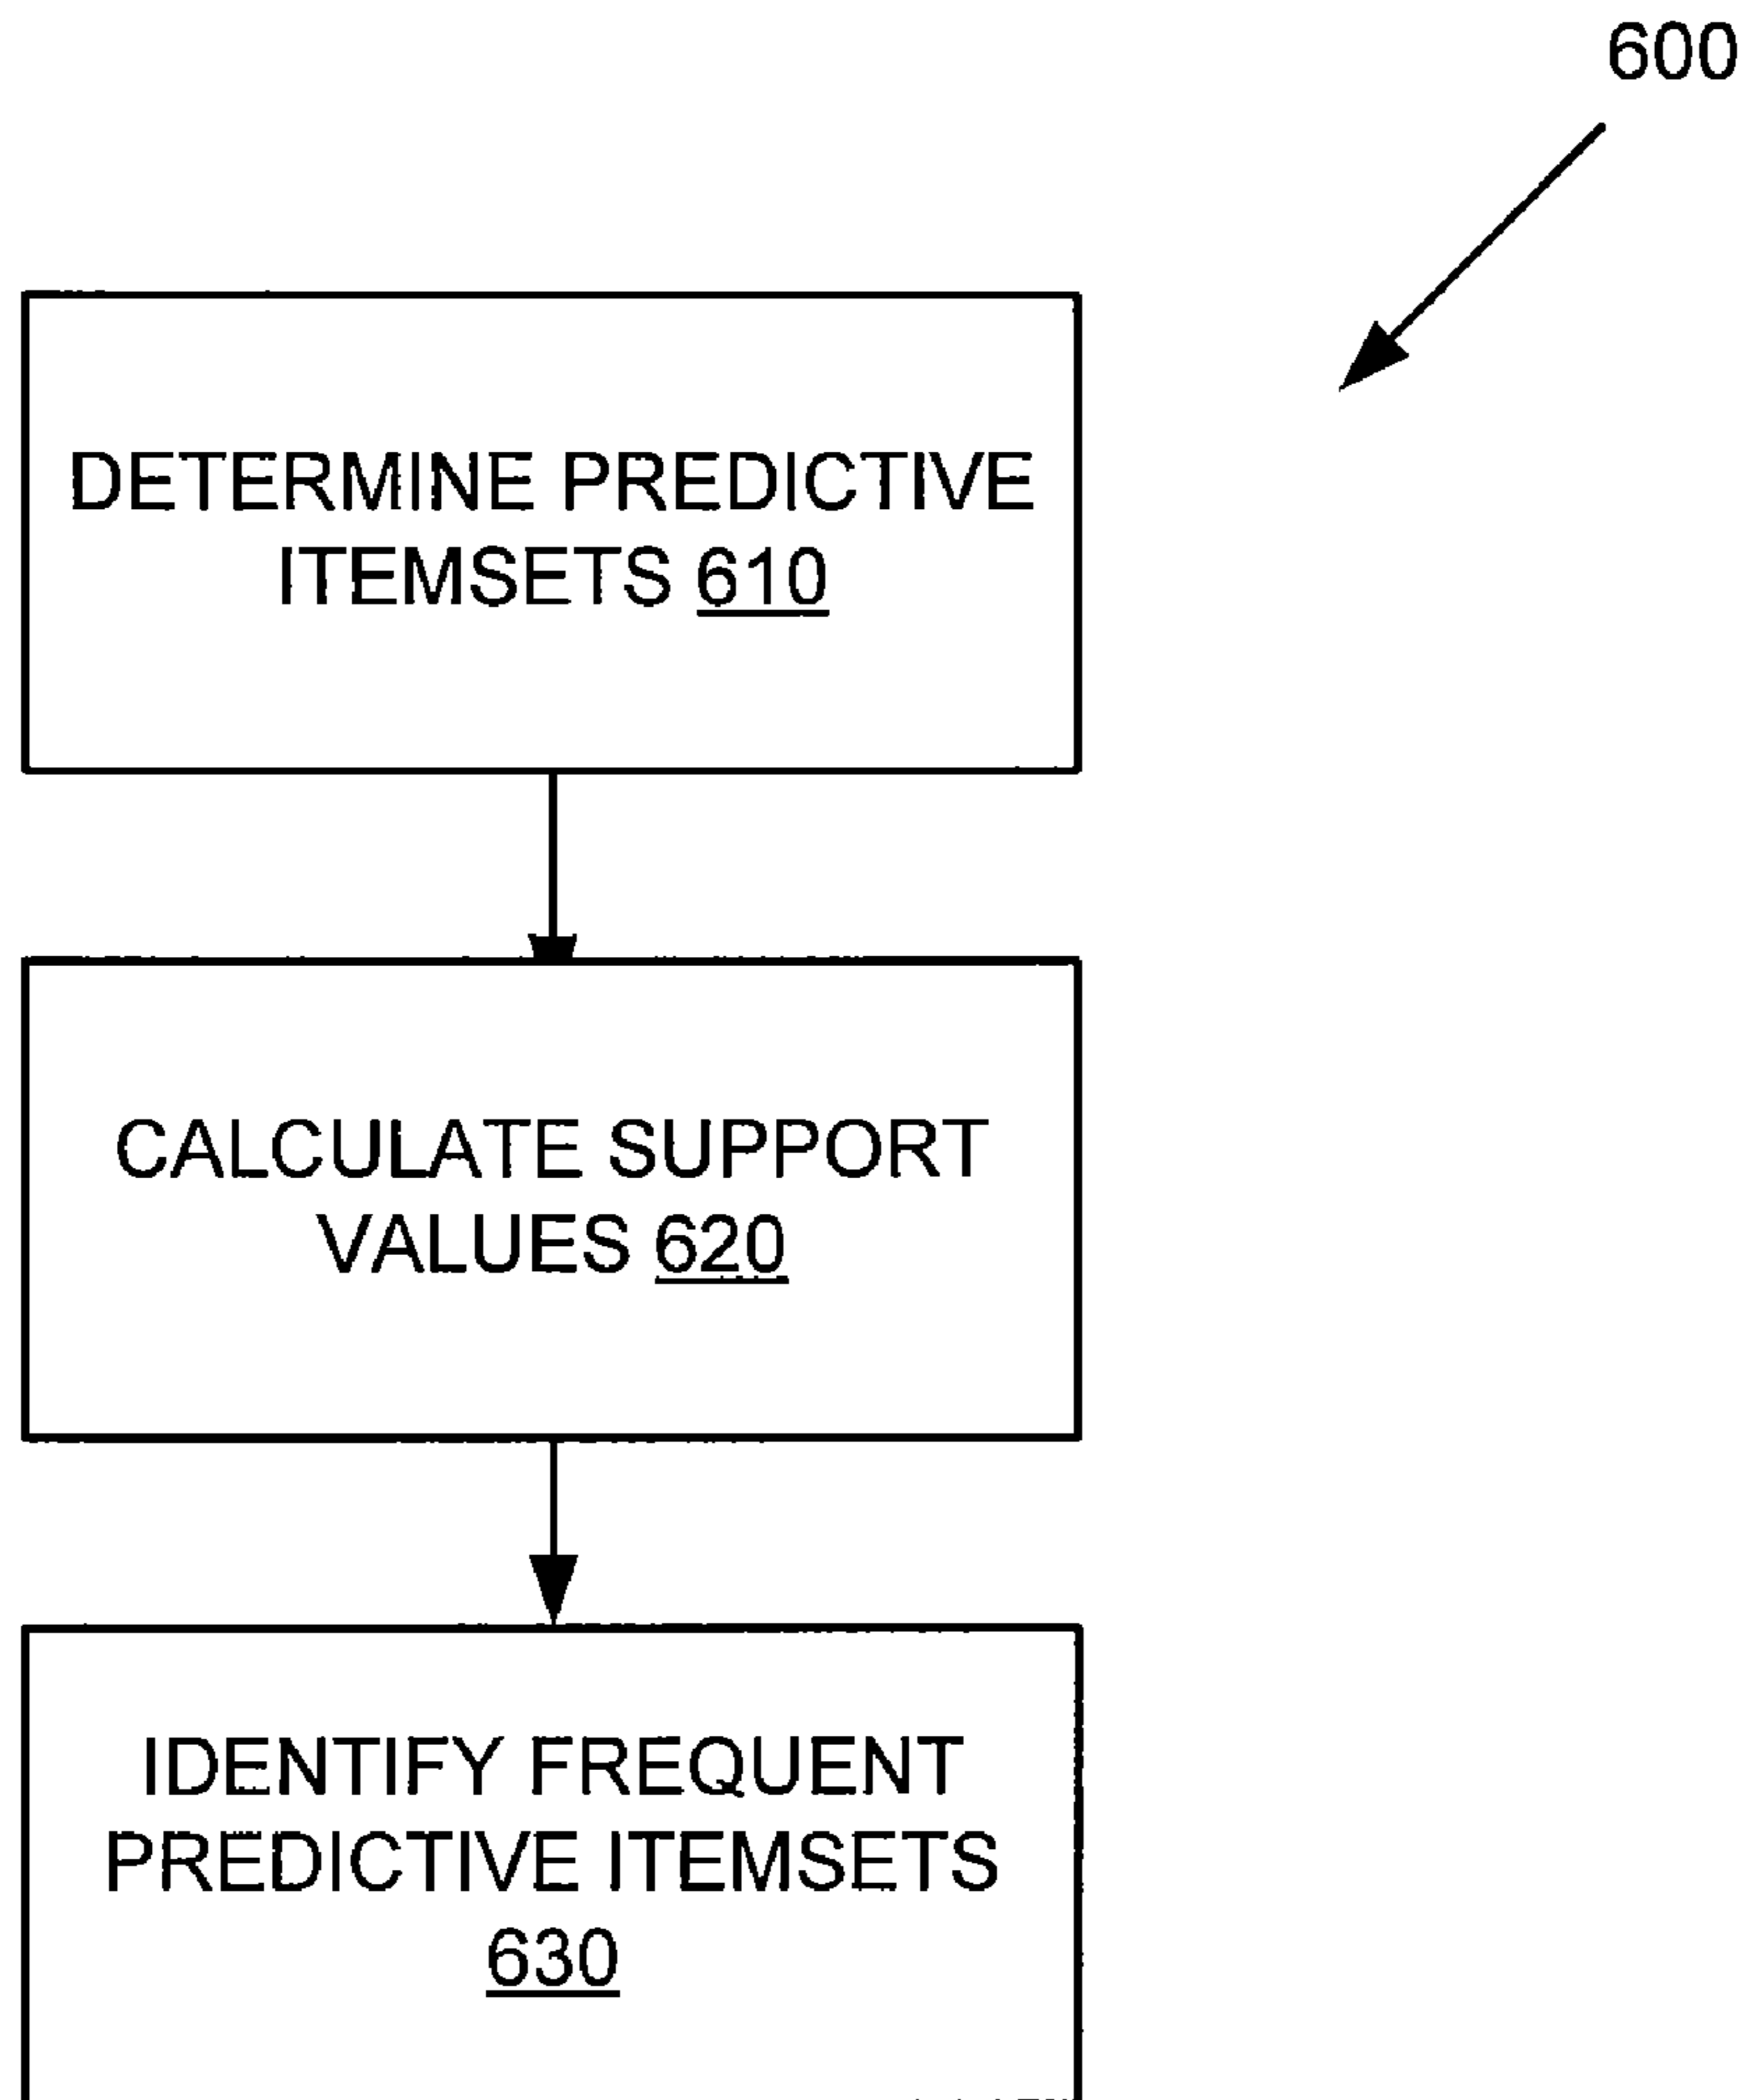 600
DETERMINE PREDICTIVE
ITEMSETS 610
CALCULATE SUPPORT
VALUES 620
IDENTIFY FREQUENT
PREDICTIVE ITEMSETS
630